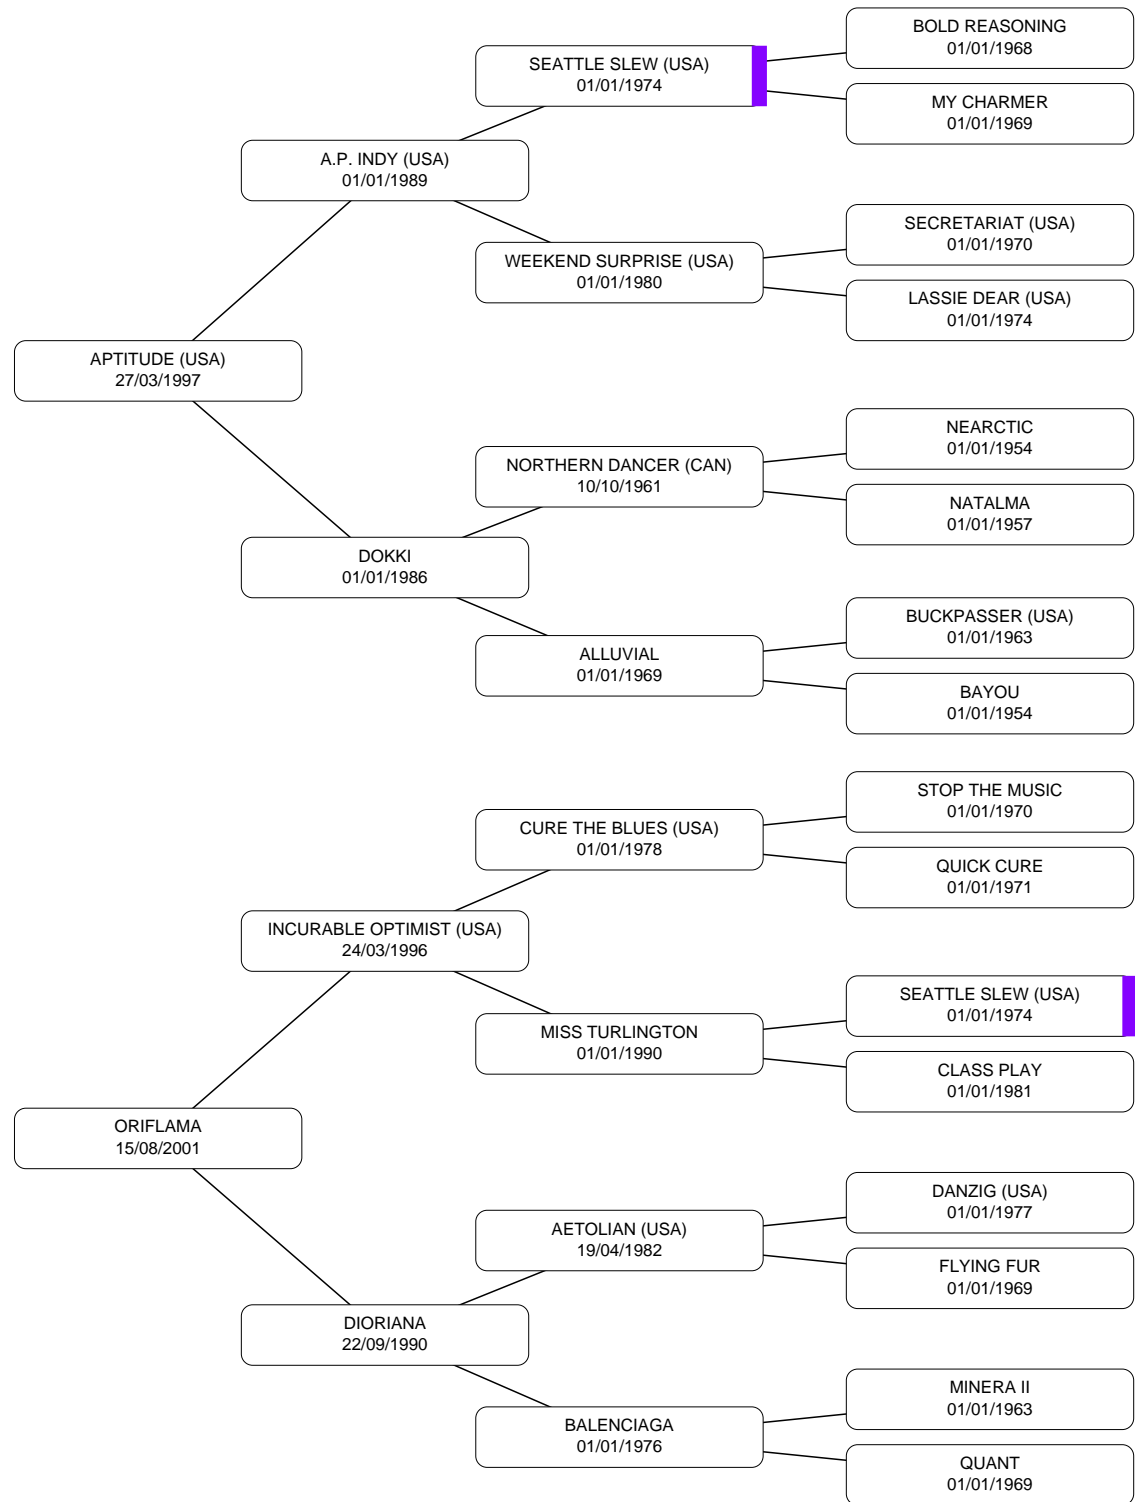 BOLD REASONING
01/01/1968
SEATTLE SLEW (USA)
01/01/1974
MY CHARMER
01/01/1969
A.P. INDY (USA)
01/01/1989
SECRETARIAT (USA)
01/01/1970
WEEKEND SURPRISE (USA)
01/01/1980
LASSIE DEAR (USA)
01/01/1974
APTITUDE (USA)
27/03/1997
NEARCTIC
01/01/1954
NORTHERN DANCER (CAN)
10/10/1961
NATALMA
01/01/1957
DOKKI
01/01/1986
BUCKPASSER (USA)
01/01/1963
ALLUVIAL
01/01/1969
BAYOU
01/01/1954
STOP THE MUSIC
01/01/1970
CURE THE BLUES (USA)
01/01/1978
QUICK CURE
01/01/1971
INCURABLE OPTIMIST (USA)
24/03/1996
SEATTLE SLEW (USA)
01/01/1974
MISS TURLINGTON
01/01/1990
CLASS PLAY
01/01/1981
ORIFLAMA
15/08/2001
DANZIG (USA)
01/01/1977
AETOLIAN (USA)
19/04/1982
FLYING FUR
01/01/1969
DIORIANA
22/09/1990
MINERA II
01/01/1963
BALENCIAGA
01/01/1976
QUANT
01/01/1969